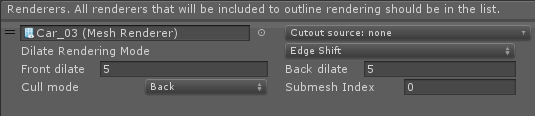 Renderers. All renderers that will be included to outline rendering should be in the list.
Car_03 (Mesh Renderer) Cutout source: none
Dilate Rendering Mode Edge Shift
Front dilate 5 Back dilate 5
Cull mode Back Submesh Index 0